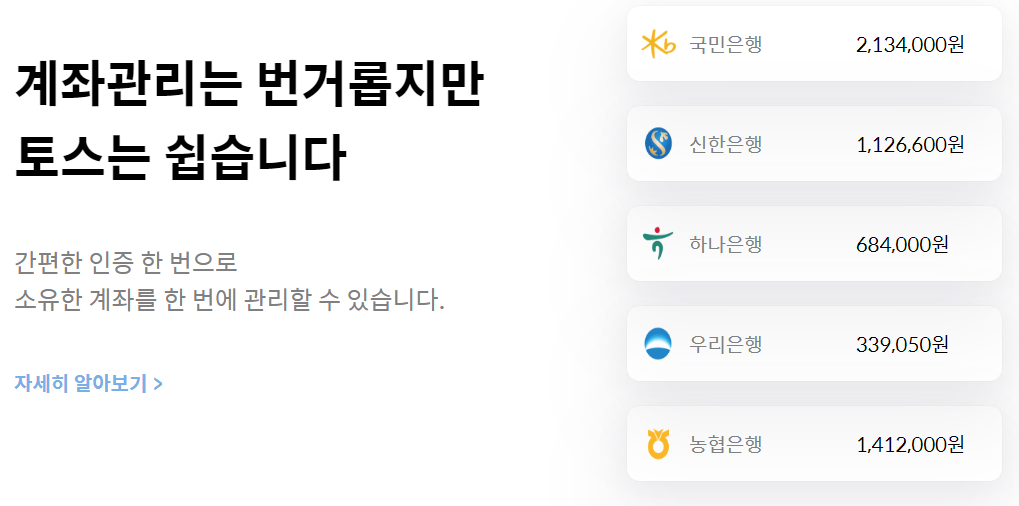 계좌관리는 번거롭지만
토스는 쉽습니다
간편한 인증 한 번으로
소유한 계좌를 한 번에 관리할 수 있습니다.
자세히 알아보기 >
국민은행 2,134,000원
신한은행 1,126,600원
하나은행 684,000원
우리은행 339,050원
농협은행 1,412,000원